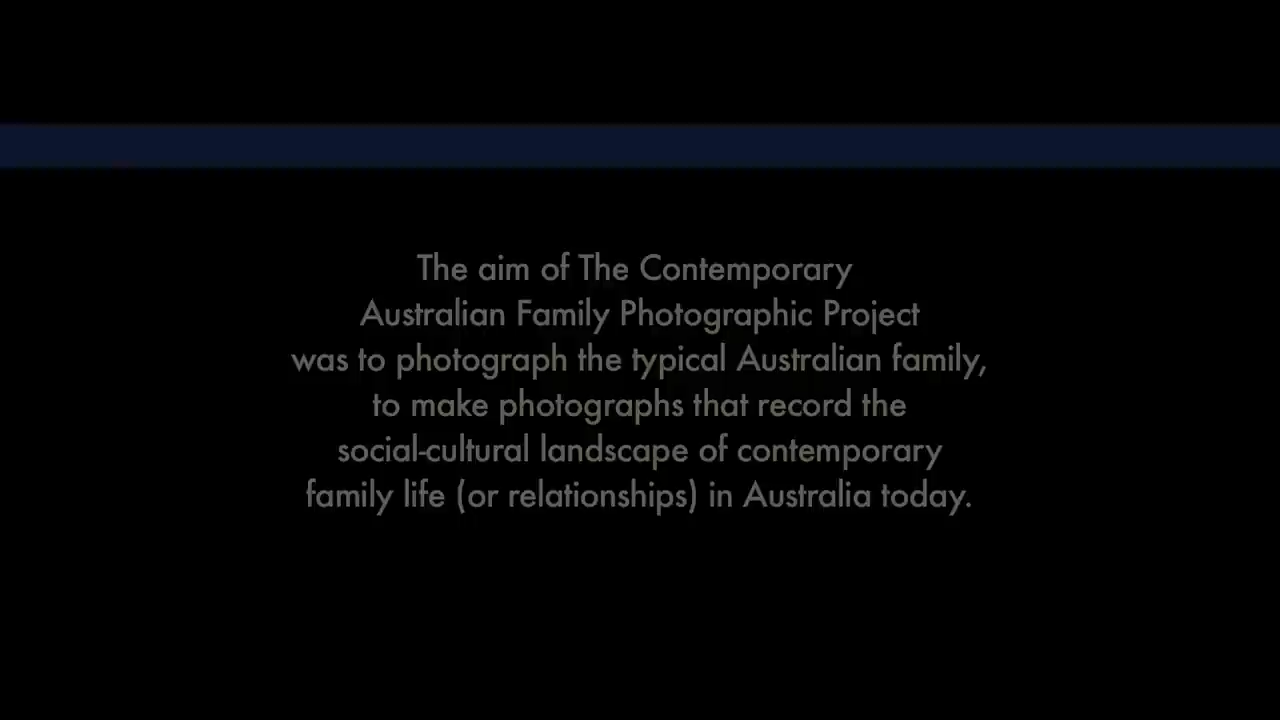 The aim of The Contemporary
Australian Family Photographic Project
was to photograph the typical Australian family,
to make photographs that record the
social-cultural landscape of contemporary
family life (or relationships) in Australia today.